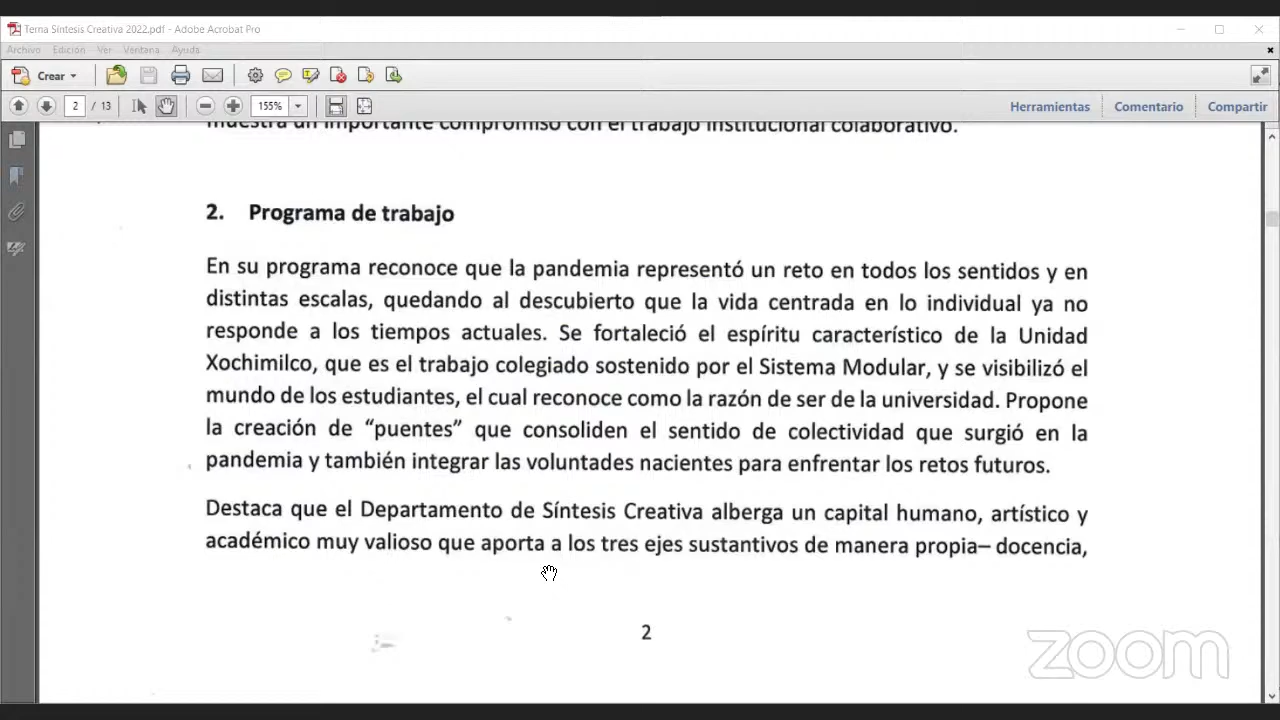 Terna Síntesis Creativa 2022.pdf - Adobe Acrobat Pro
Archivo Edición Ver Ventana Ayuda
Crear
2 / 13 155% Herramientas Comentario Compartir
muestra un importante compromiso con el trabajo institucional colaborativo.
2. Programa de trabajo
En su programa reconoce que la pandemia representó un reto en todos los sentidos y en
distintas escalas, quedando al descubierto que la vida centrada en lo individual ya no
responde a los tiempos actuales. Se fortaleció el espíritu característico de la Unidad
Xochimilco, que es el trabajo colegiado sostenido por el Sistema Modular, y se visibilizó el
mundo de los estudiantes, el cual reconoce como la razón de ser de la universidad. Propone
la creación de “puentes” que consoliden el sentido de colectividad que surgió en la
pandemia y también integrar las voluntades nacientes para enfrentar los retos futuros.
Destaca que el Departamento de Síntesis Creativa alberga un capital humano, artístico y
académico muy valioso que aporta a los tres ejes sustantivos de manera propia– docencia,
2
zoom